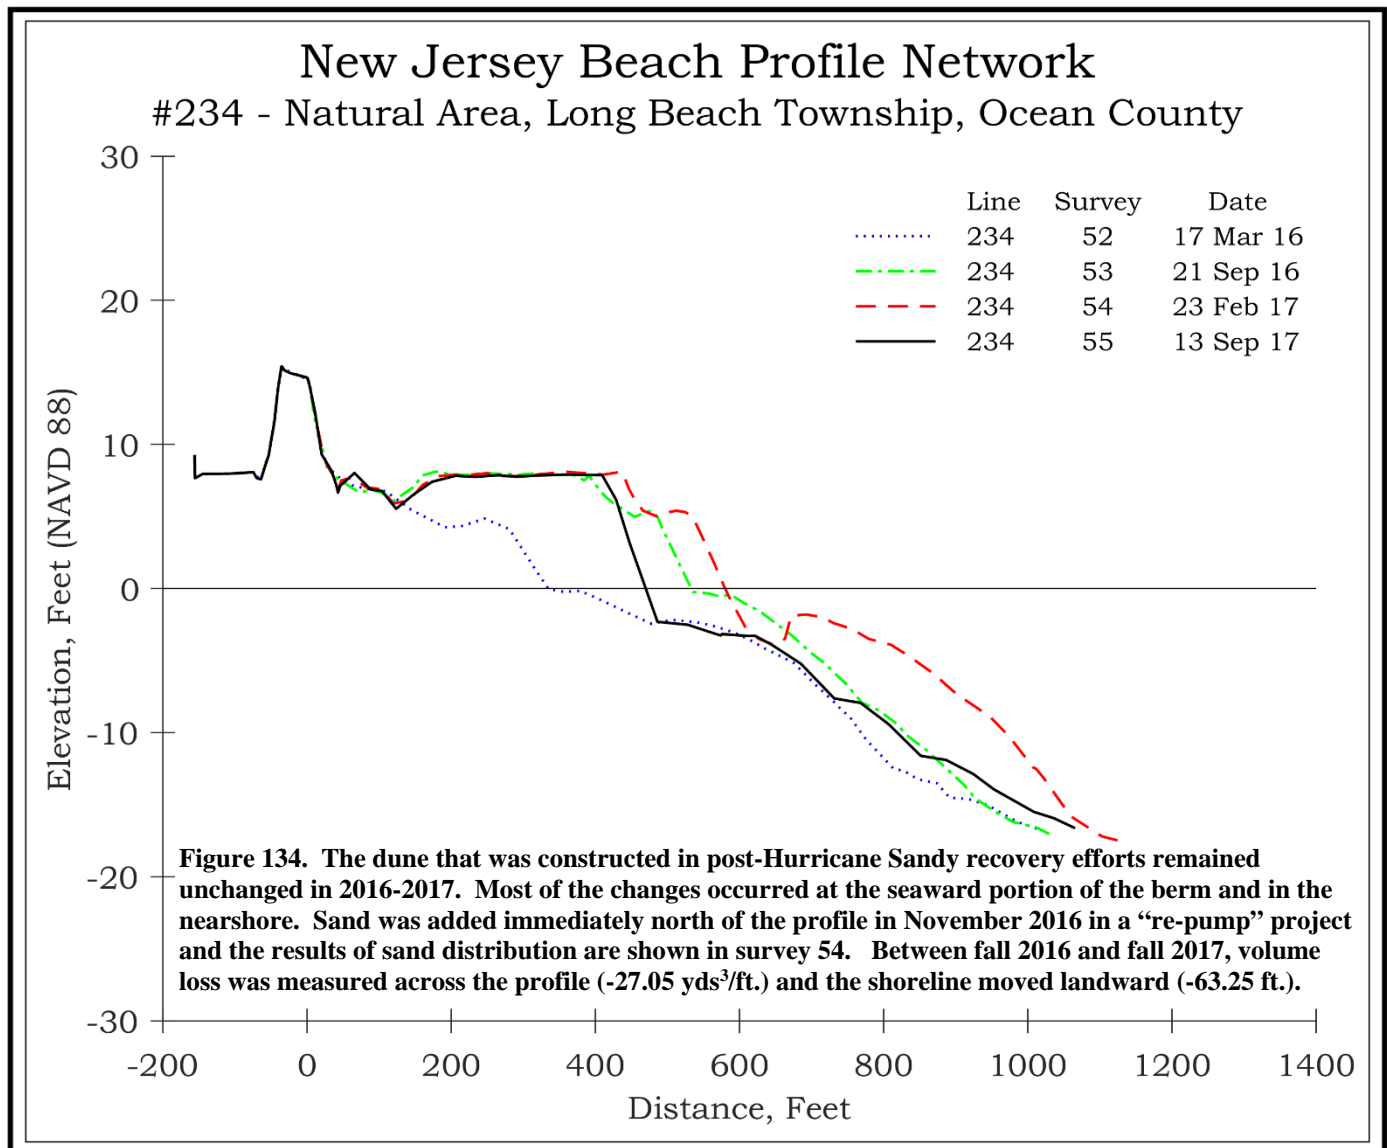 New Jersey Beach Profile Network
#234 - Natural Area, Long Beach Township, Ocean County
30
20
10
0
-10
-20
-30
Elevation, Feet (NAVD 88)
Line Survey Date
234 52 17 Mar 16
234 53 21 Sep 16
234 54 23 Feb 17
234 55 13 Sep 17
Figure 134. The dune that was constructed in post-Hurricane Sandy recovery efforts remained
unchanged in 2016-2017. Most of the changes occurred at the seaward portion of the berm and in the
nearshore. Sand was added immediately north of the profile in November 2016 in a “re-pump” project
and the results of sand distribution are shown in survey 54. Between fall 2016 and fall 2017, volume
loss was measured across the profile (-27.05 yds³/ft.) and the shoreline moved landward (-63.25 ft.).
-200 0 200 400 600 800 1000 1200 1400
Distance, Feet